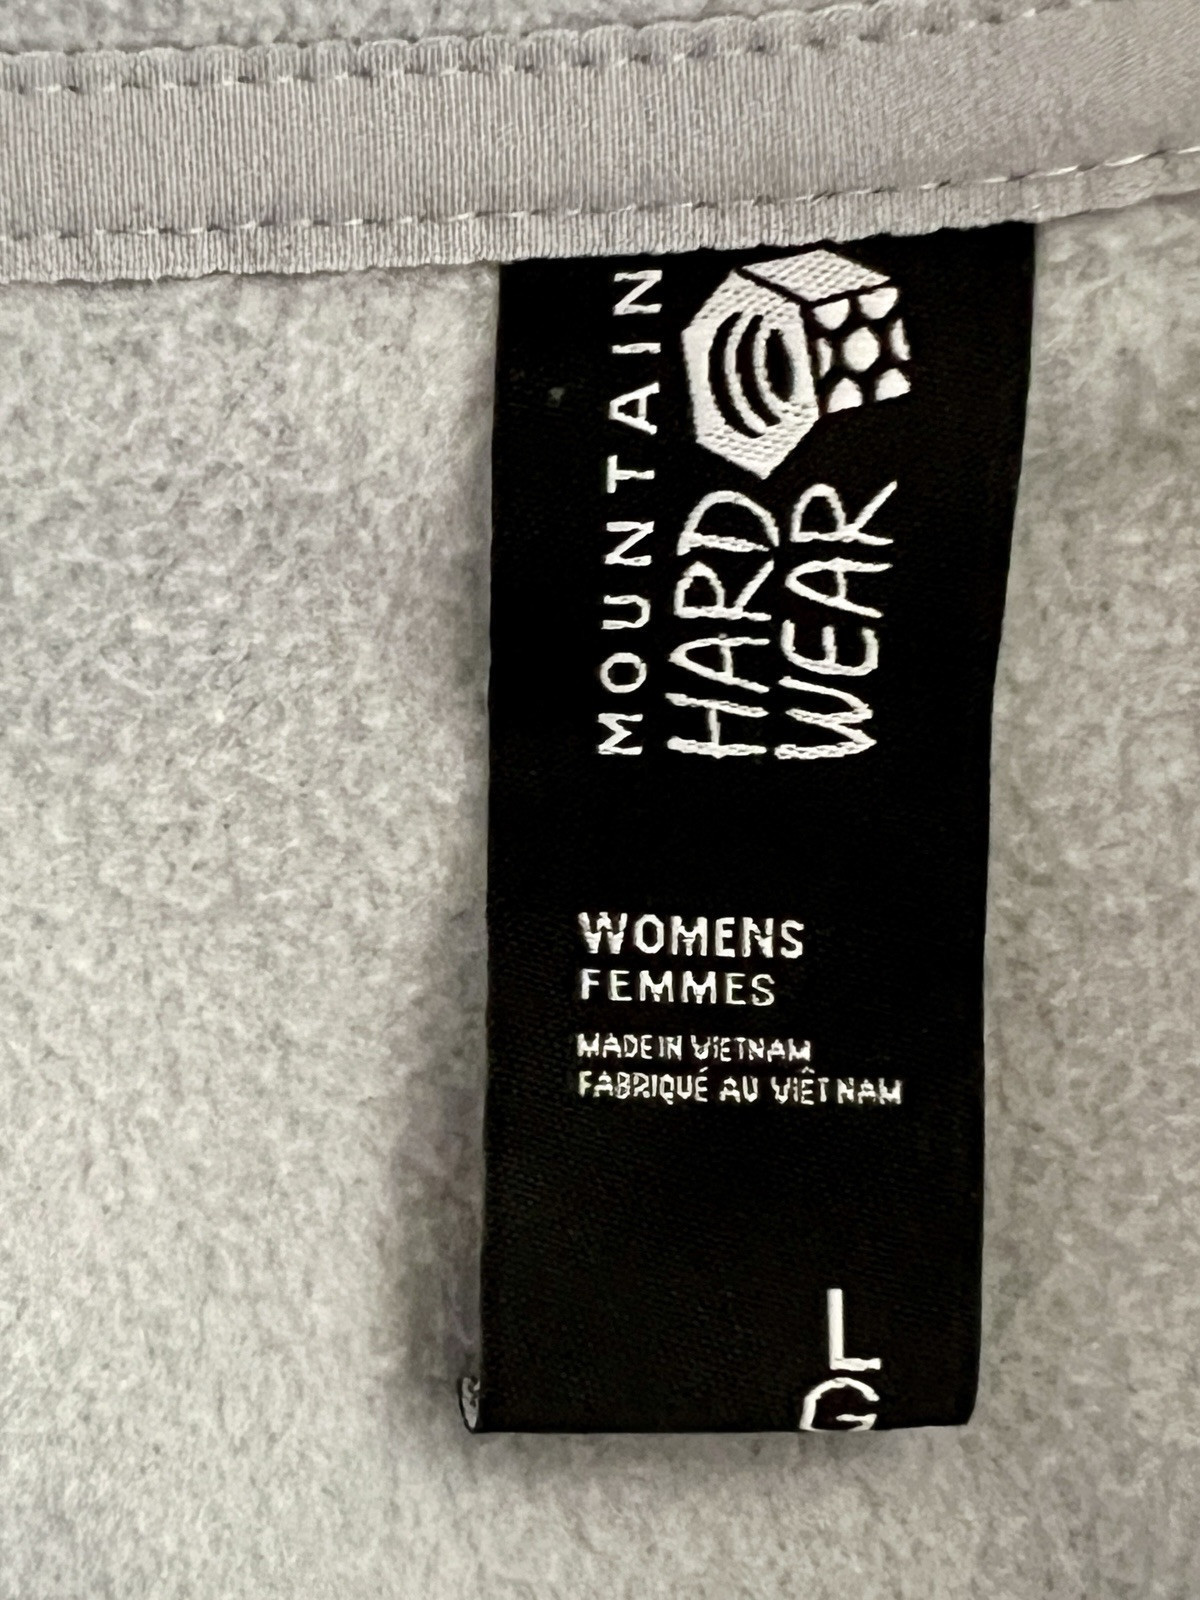 MOUNTAIN
HARD
WEAR
WOMENS
FEMMES
MADE IN VIETNAM
FABRIQUÉ AU VIÊT NAM
L
G